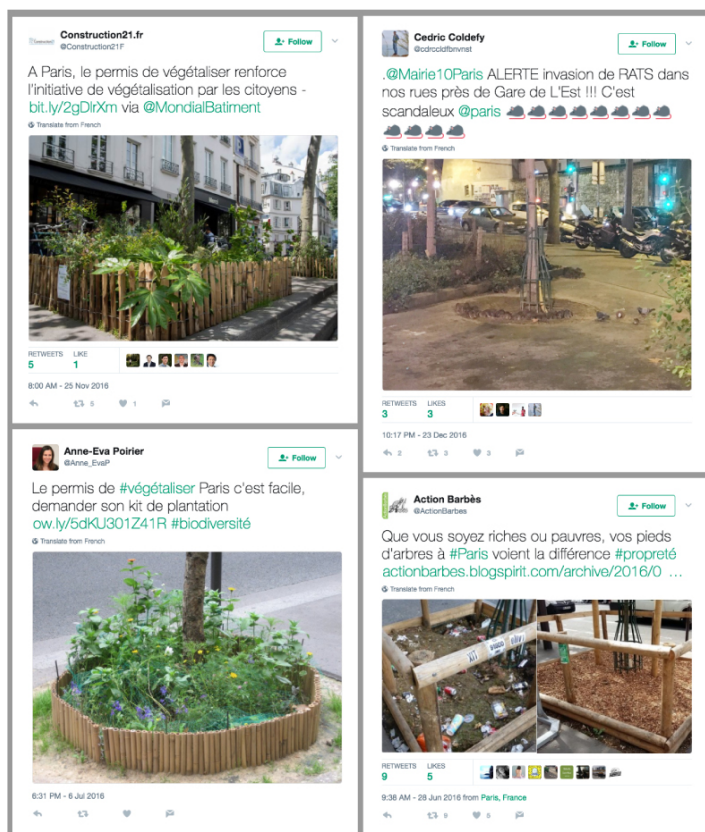 Construction21.fr
@Construction21F
Follow
A Paris, le permis de végétaliser renforce
l'initiative de végétalisation par les citoyens -
bit.ly/2gDlrXm via @MondialBatiment
Translate from French
RETWEETS LIKE
5 1
8:00 AM - 25 Nov 2016
5 1
Anne-Eva Poirier
@Anne_EvaP
Follow
Le permis de #végétaliser Paris c'est facile,
demander son kit de plantation
ow.ly/5dKU301Z41R #biodiversité
Translate from French
6:31 PM - 6 Jul 2016
Cedric Coldefy
@cdrccldfbnvnst
Follow
.@Mairie10Paris ALERTE invasion de RATS dans
nos rues près de Gare de L'Est !!! C'est
scandaleux @paris
Translate from French
RETWEETS LIKES
3 3
10:17 PM - 23 Dec 2016
2 3 3
Action Barbès
@ActionBarbes
Follow
Que vous soyez riches ou pauvres, vos pieds
d'arbres à #Paris voient la différence #propreté
actionbarbes.blogspirit.com/archive/2016/0 …
Translate from French
RETWEETS LIKES
9 5
9:38 AM - 28 Jun 2016 from Paris, France
9 5